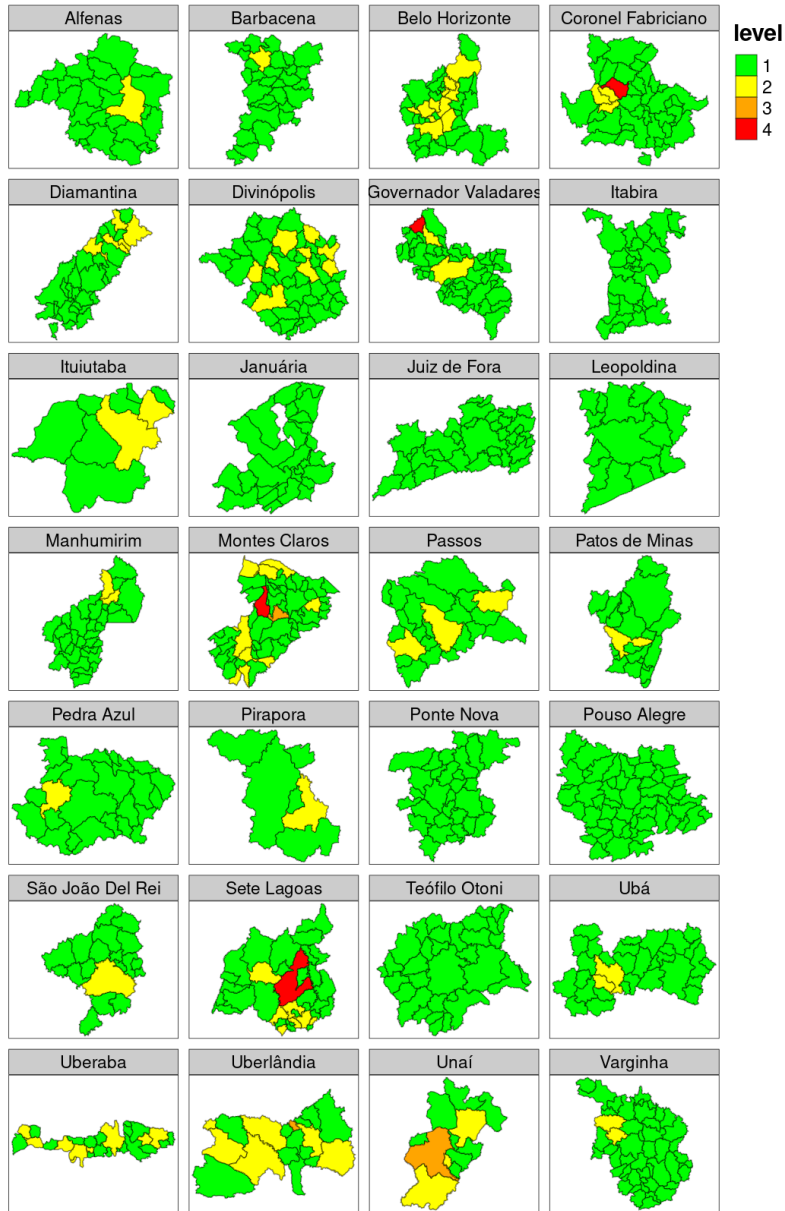 Alfenas
Barbacena
Belo Horizonte
Coronel Fabriciano
level
1
2
3
4
Diamantina
Divinópolis
Governador Valadares
Itabira
Ituiutaba
Januária
Juiz de Fora
Leopoldina
Manhumirim
Montes Claros
Passos
Patos de Minas
Pedra Azul
Pirapora
Ponte Nova
Pouso Alegre
São João Del Rei
Sete Lagoas
Teófilo Otoni
Ubá
Uberaba
Uberlândia
Unaí
Varginha